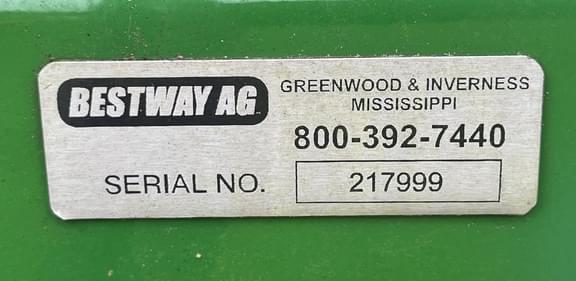 BESTWAY AG
GREENWOOD & INVERNESS
MISSISSIPPI
800-392-7440
SERIAL NO. 217999